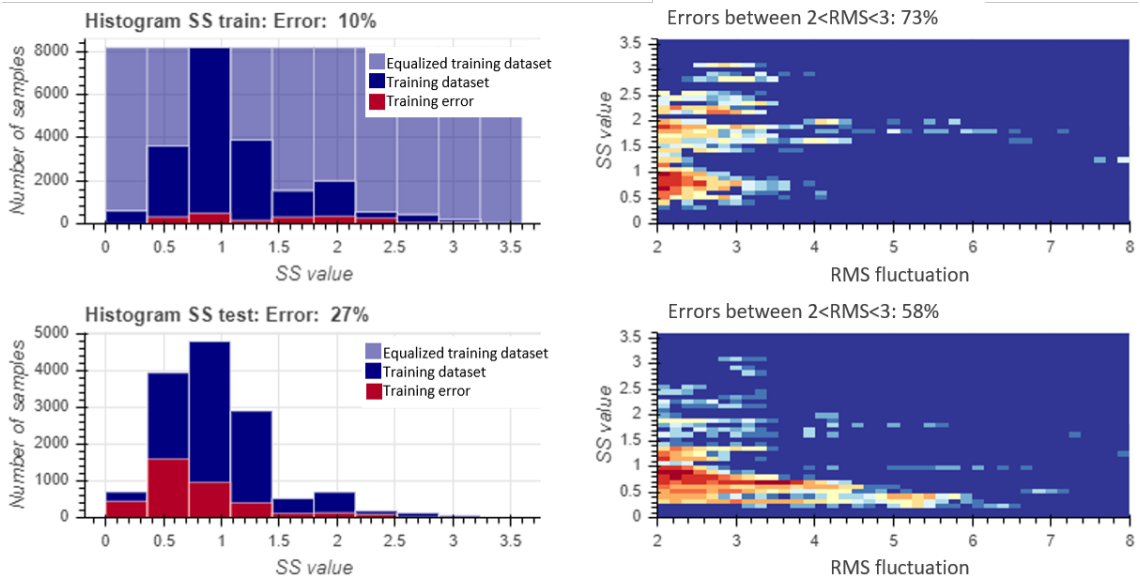 Histogram SS train: Error: 10%
Number of samples
8000
6000
4000
2000
0
Equalized training dataset
Training dataset
Training error
0 0.5 1 1.5 2 2.5 3 3.5
SS value
Errors between 2<RMS<3: 73%
SS value
3.5
3
2.5
2
1.5
1
0.5
0
2 3 4 5 6 7 8
RMS fluctuation
Histogram SS test: Error: 27%
Number of samples
5000
4000
3000
2000
1000
0
Equalized training dataset
Training dataset
Training error
0 0.5 1 1.5 2 2.5 3 3.5
SS value
Errors between 2<RMS<3: 58%
SS value
3.5
3
2.5
2
1.5
1
0.5
0
2 3 4 5 6 7 8
RMS fluctuation